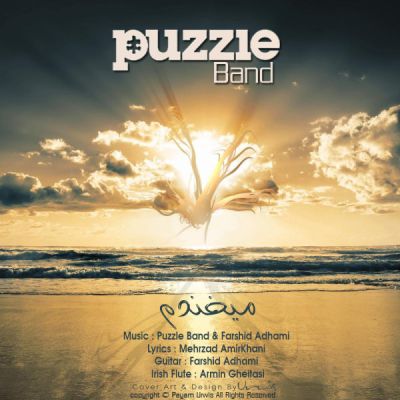 puzzle
Band
میخندم
Music : Puzzle Band & Farshid Adhami
Lyrics : Mehrzad AmirKhani
Guitar : Farshid Adhami
Irish Flute : Armin Gheitasi
Cover Art & Design By
copyright © Payam Urwis All Rights Reserved